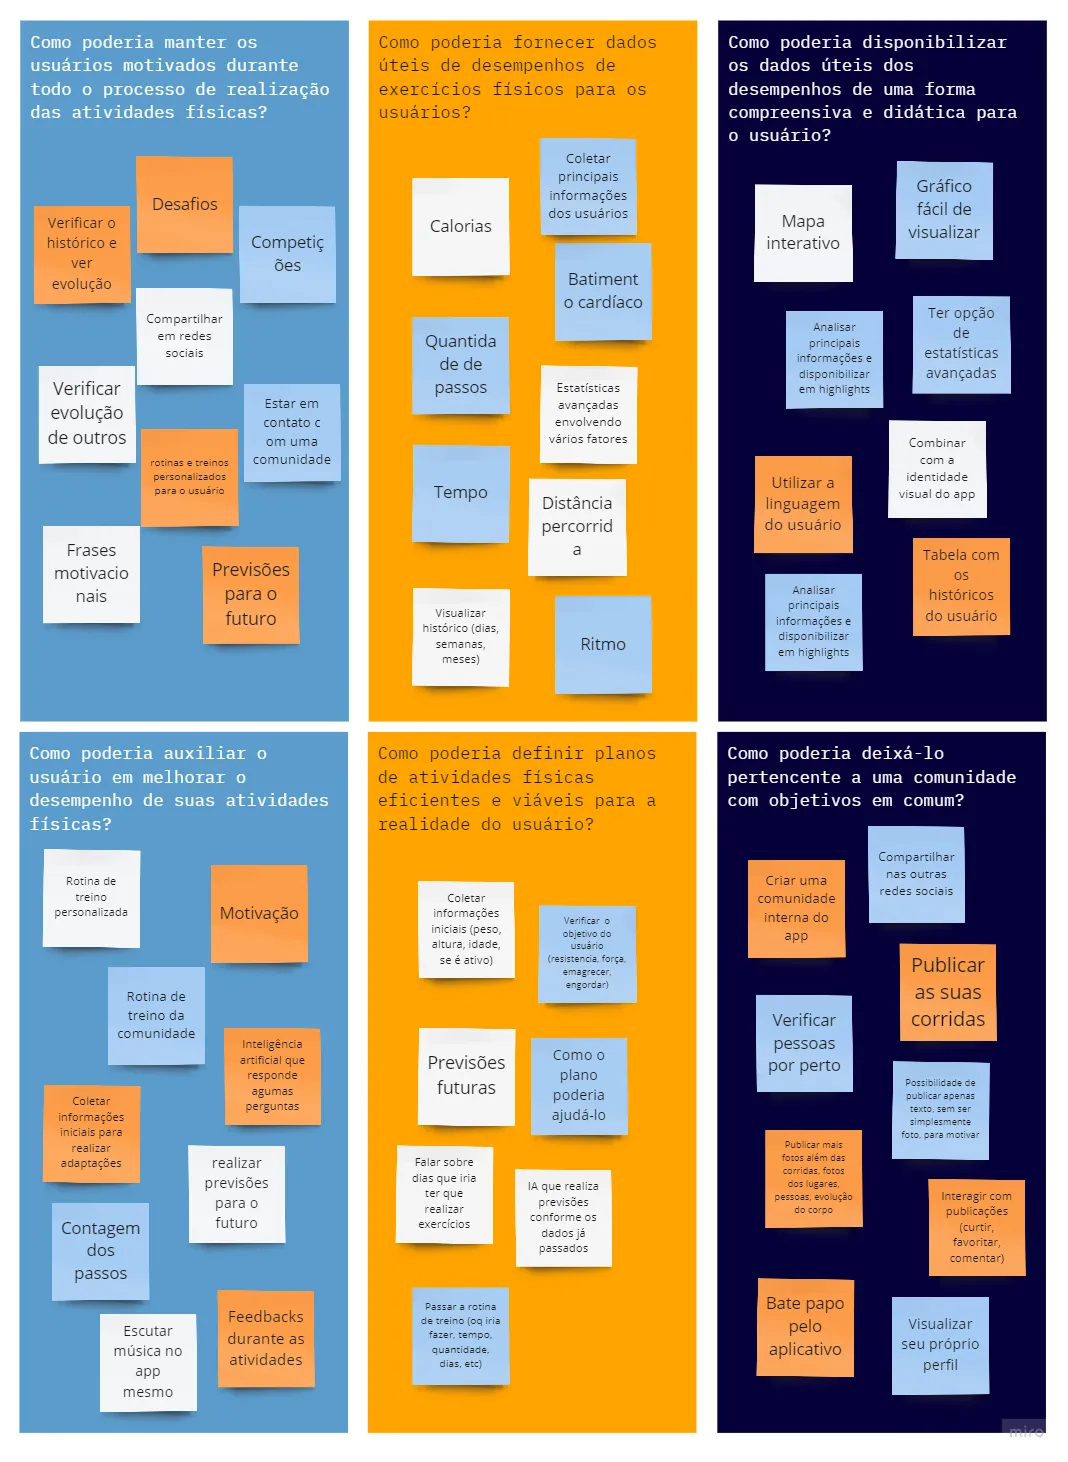 Como poderia manter os
usuários motivados durante
todo o processo de realização
das atividades físicas?
Desafios
Verificar o
histórico e
ver
evolução
Competiç
ões
Compartilhar
em redes
sociais
Verificar
evolução
de outros
Estar em
contato c
om uma
comunidade
rotinas e treinos
personalizados
para o usuário
Frases
motivacio
nais
Previsões
para o
futuro
Como poderia fornecer dados
úteis de desempenhos de
exercícios físicos para os
usuários?
Coletar
principais
informações
dos usuários
Calorias
Batiment
o cardíaco
Quantida
de de
passos
Estatísticas
avançadas
envolvendo
vários fatores
Tempo
Distância
percorrid
a
Visualizar
histórico (dias,
semanas,
meses)
Ritmo
Como poderia disponibilizar
os dados úteis dos
desempenhos de uma forma
compreensiva e didática para
o usuário?
Gráfico
fácil de
visualizar
Mapa
interativo
Ter opção
de
estatísticas
avançadas
Analisar
principais
informações e
disponibilizar
em highlights
Combinar
com a
identidade
visual do app
Utilizar a
linguagem
do usuário
Tabela com
os
históricos
do usuário
Analisar
principais
informações e
disponibilizar
em highlights
Como poderia auxiliar o
usuário em melhorar o
desempenho de suas atividades
físicas?
Rotina de
treino
personalizada
Motivação
Rotina de
treino da
comunidade
Inteligência
artificial que
responde
agumas
perguntas
Coletar
informações
iniciais para
realizar
adaptações
realizar
previsões
para o
futuro
Contagem
dos
passos
Feedbacks
durante as
atividades
Escutar
música no
app
mesmo
Como poderia definir planos
de atividades físicas
eficientes e viáveis para a
realidade do usuário?
Coletar
informações
iniciais (peso,
altura, idade,
se é ativo)
Verificar o
objetivo do
usuário
(resistencia, força,
emagrecer,
engordar)
Previsões
futuras
Como o
plano
poderia
ajudá-lo
Falar sobre
dias que iria
ter que
realizar
exercícios
IA que realiza
previsões
conforme os
dados já
passados
Passar a rotina
de treino (oq iria
fazer, tempo,
quantidade,
dias, etc)
Como poderia deixá-lo
pertencente a uma comunidade
com objetivos em comum?
Compartilhar
nas outras
redes sociais
Criar uma
comunidade
interna do
app
Publicar
as suas
corridas
Verificar
pessoas
por perto
Possibilidade de
publicar apenas
texto, sem ser
simplesmente
foto, para motivar
Publicar mais
fotos além das
corridas, fotos
dos lugares,
pessoas, evolução
do corpo
Interagir com
publicações
(curtir,
favoritar,
comentar)
Bate papo
pelo
aplicativo
Visualizar
seu próprio
perfil
miro